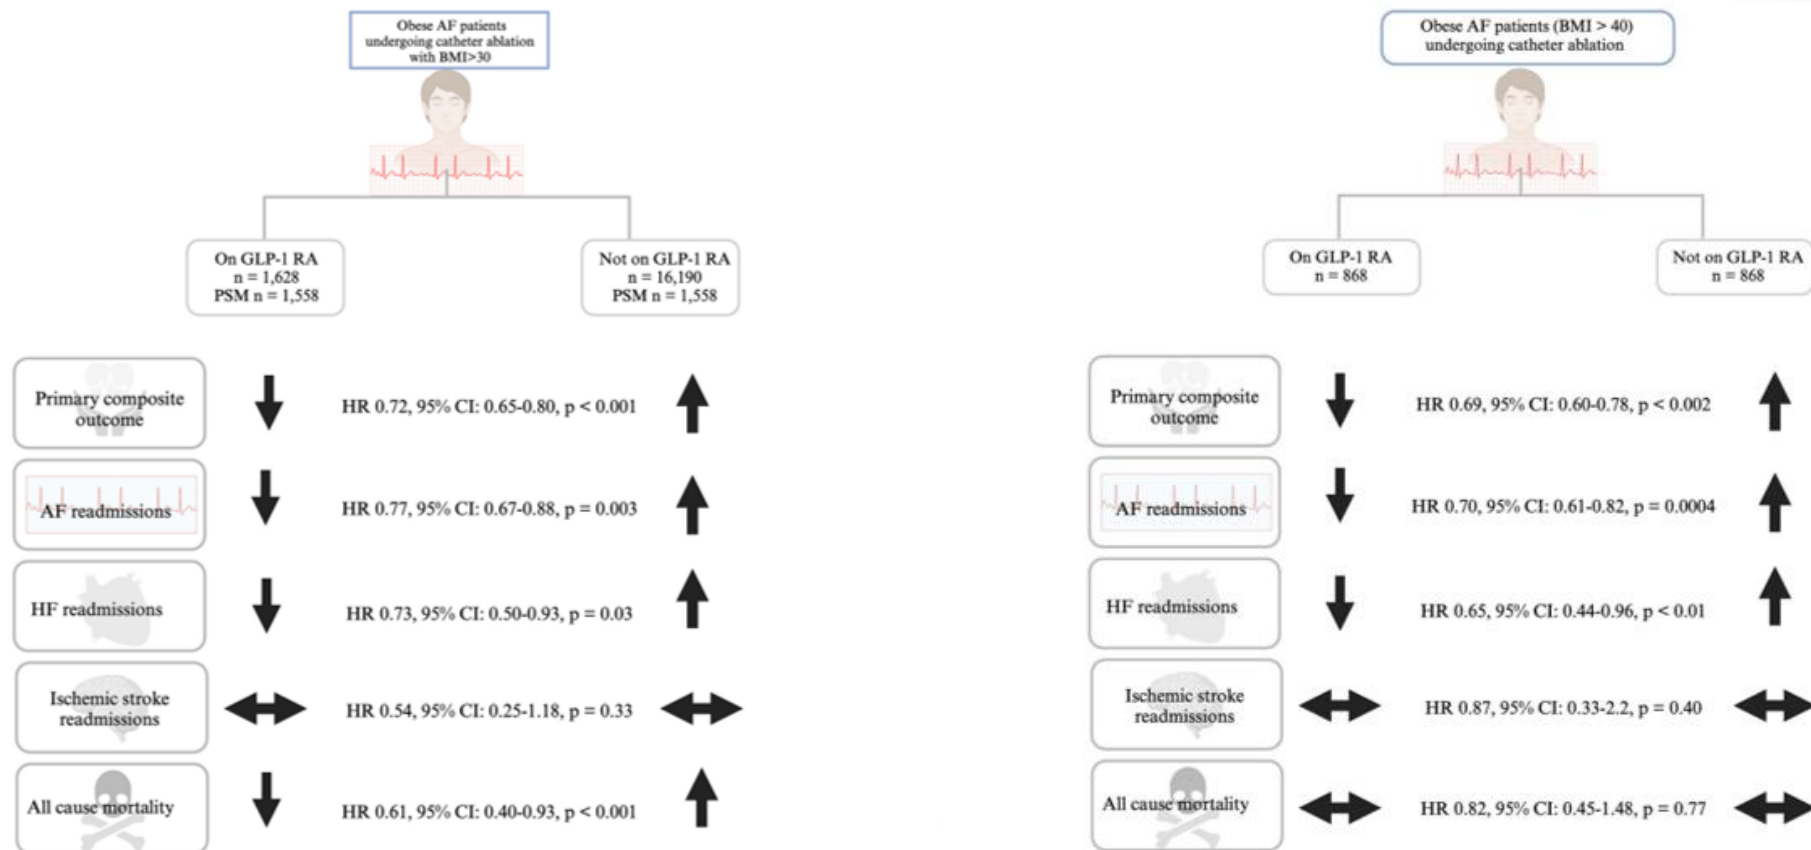 Obese AF patients
undergoing catheter ablation
with BMI>30
On GLP-1 RA
n = 1,628
PSM n = 1,558
Not on GLP-1 RA
n = 16,190
PSM n = 1,558
Primary composite
outcome
HR 0.72, 95% CI: 0.65-0.80, p < 0.001
AF readmissions
HR 0.77, 95% CI: 0.67-0.88, p = 0.003
HF readmissions
HR 0.73, 95% CI: 0.50-0.93, p = 0.03
Ischemic stroke
readmissions
HR 0.54, 95% CI: 0.25-1.18, p = 0.33
All cause mortality
HR 0.61, 95% CI: 0.40-0.93, p < 0.001
Obese AF patients (BMI > 40)
undergoing catheter ablation
On GLP-1 RA
n = 868
Not on GLP-1 RA
n = 868
Primary composite
outcome
HR 0.69, 95% CI: 0.60-0.78, p < 0.002
AF readmissions
HR 0.70, 95% CI: 0.61-0.82, p = 0.0004
HF readmissions
HR 0.65, 95% CI: 0.44-0.96, p < 0.01
Ischemic stroke
readmissions
HR 0.87, 95% CI: 0.33-2.2, p = 0.40
All cause mortality
HR 0.82, 95% CI: 0.45-1.48, p = 0.77